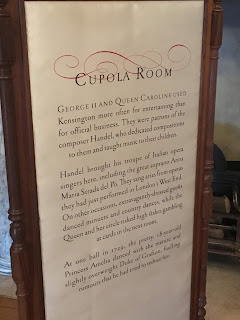 CUPOLA ROOM
GEORGE II AND QUEEN CAROLINE USED
Kensington more often for entertaining than
for official business. They were patrons of the
composer Handel, who dedicated compositions
to them and taught music to their children.
Handel brought his troupe of Italian opera
singers here, including the great soprano Anna
Maria Strada del Pò. They sang arias from operas
they had just performed in London's West End.
On other occasions, extravagantly dressed guests
danced minuets and country dances, while the
Queen and her circle risked high stakes gambling
at cards in the next room.
At one ball in the pretty, 18-year-old
Princess Amelia danced with the mature and
slightly overweight Duke of Grafton, fuelling
rumours that he had tried to seduce her.